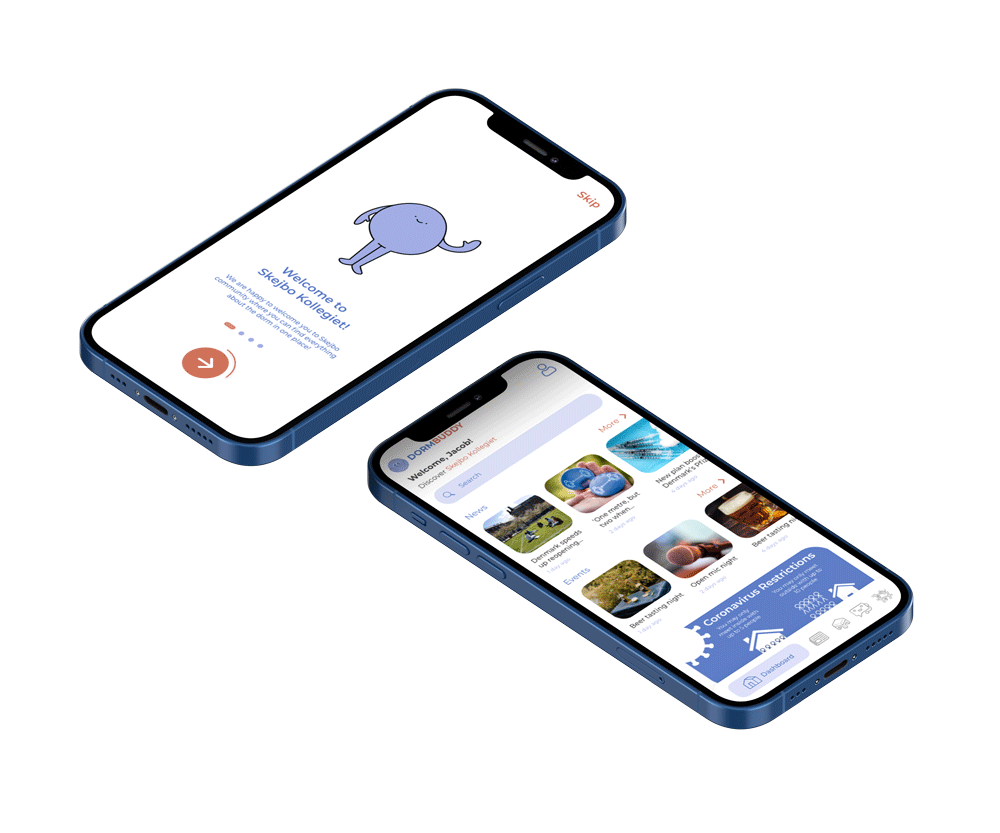 Skip
Welcome to
Skejbo Kollegiet!
We are happy to welcome you to Skejbo
community where you can find everything
about the dorm in one place!
DORMBUDDY
Welcome, Jacob!
Discover Skejbo Kollegiet
Search
News
More
Denmark speeds
up reopening...
1 day ago
'One metre, but
two when...
2 days ago
New plan boos
Denmark's
4 days ago
Events
More
Beer tasting night
1 day ago
Open mic night
2 days ago
Beer tasting ni
4 days ago
Coronavirus Restrictions
You may only
meet inside with
up to 5 people
You may only meet
outside with up to
10 people
Dashboard